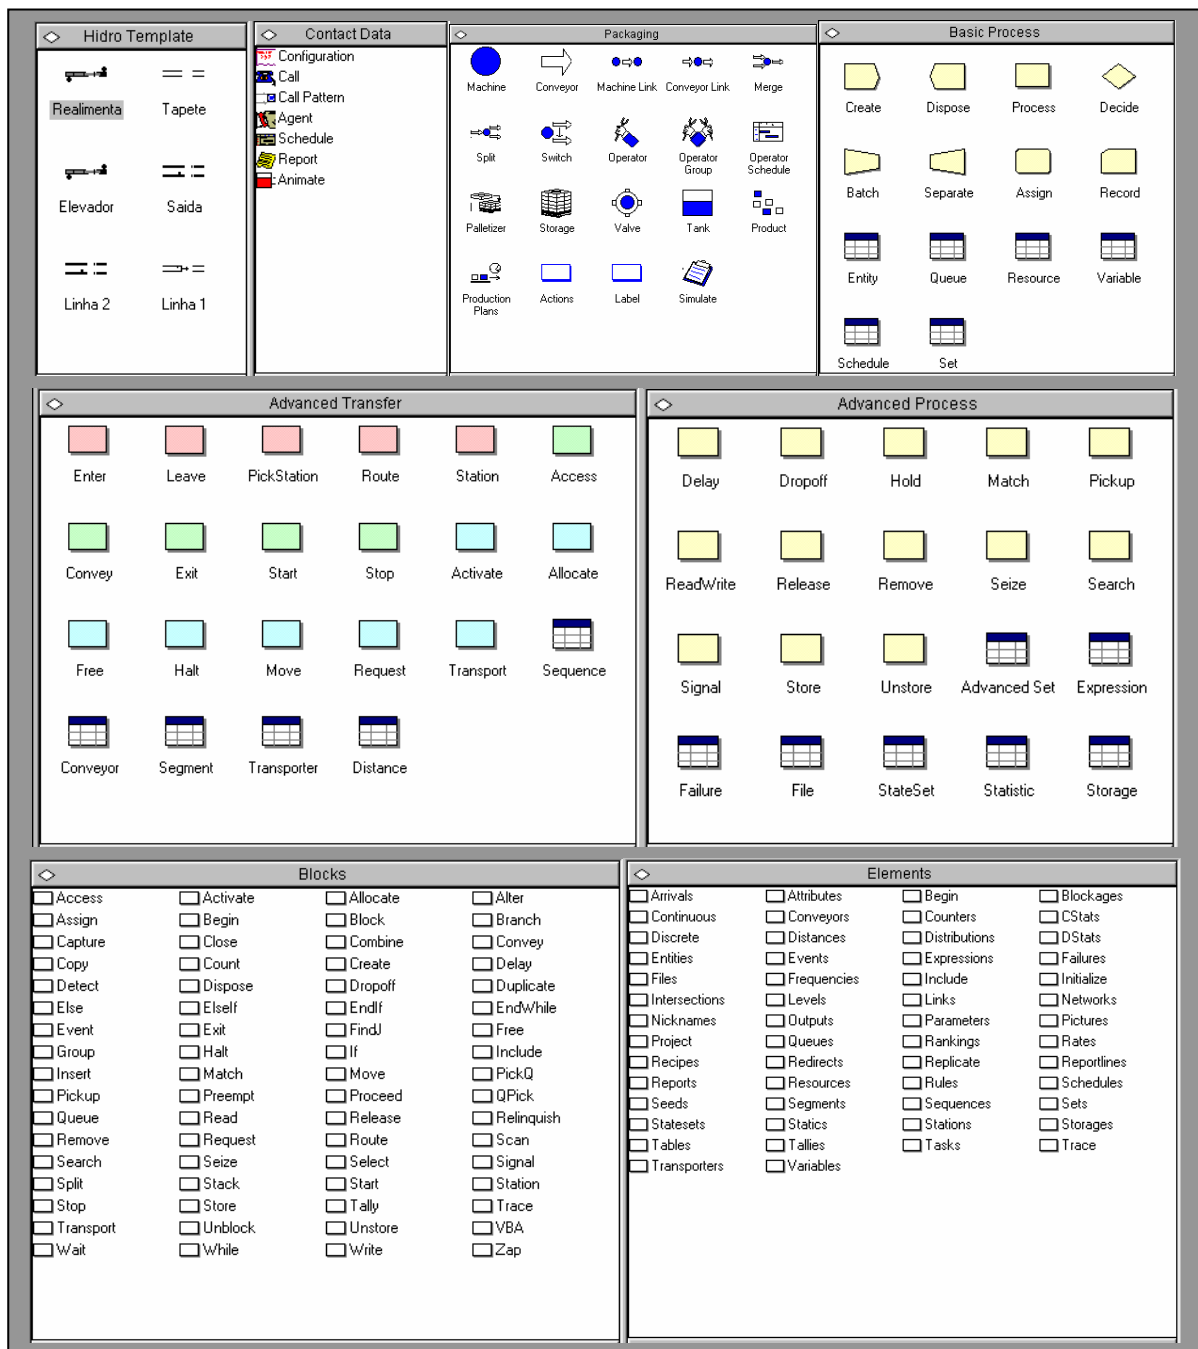 Hidro Template
Realimenta Tapete
Elevador Saida
Linha 2 Linha 1
Contact Data
Configuration
Call
Call Pattern
Agent
Schedule
Report
Animate
Packaging
Machine Conveyor Machine Link Conveyor Link Merge
Split Switch Operator Operator Group Operator Schedule
Palletizer Storage Valve Tank Product
Production Plans Actions Label Simulate
Basic Process
Create Dispose Process Decide
Batch Separate Assign Record
Entity Queue Resource Variable
Schedule Set
Advanced Transfer
Enter Leave PickStation Route Station Access
Convey Exit Start Stop Activate Allocate
Free Halt Move Request Transport Sequence
Conveyor Segment Transporter Distance
Advanced Process
Delay Dropoff Hold Match Pickup
ReadWrite Release Remove Seize Search
Signal Store Unstore Advanced Set Expression
Failure File StateSet Statistic Storage
Blocks
Access Activate Allocate Alter
Assign Begin Block Branch
Capture Close Combine Convey
Copy Count Create Delay
Detect Dispose Dropoff Duplicate
Else ElseIf EndIf EndWhile
Event Exit FindJ Free
Group Halt If Include
Insert Match Move PickQ
Pickup Preempt Proceed QPick
Queue Read Release Relinquish
Remove Request Route Scan
Search Seize Select Signal
Split Stack Start Station
Stop Store Tally Trace
Transport Unblock Unstore VBA
Wait While Write Zap
Elements
Arrivals Attributes Begin Blockages
Continuous Conveyors Counters CStats
Discrete Distances Distributions DStats
Entities Events Expressions Failures
Files Frequencies Include Initialize
Intersections Levels Links Networks
Nicknames Outputs Parameters Pictures
Project Queues Rankings Rates
Recipes Redirects Replicate Reportlines
Reports Resources Rules Schedules
Seeds Segments Sequences Sets
Statesets Statics Stations Storages
Tables Tallies Tasks Trace
Transporters Variables